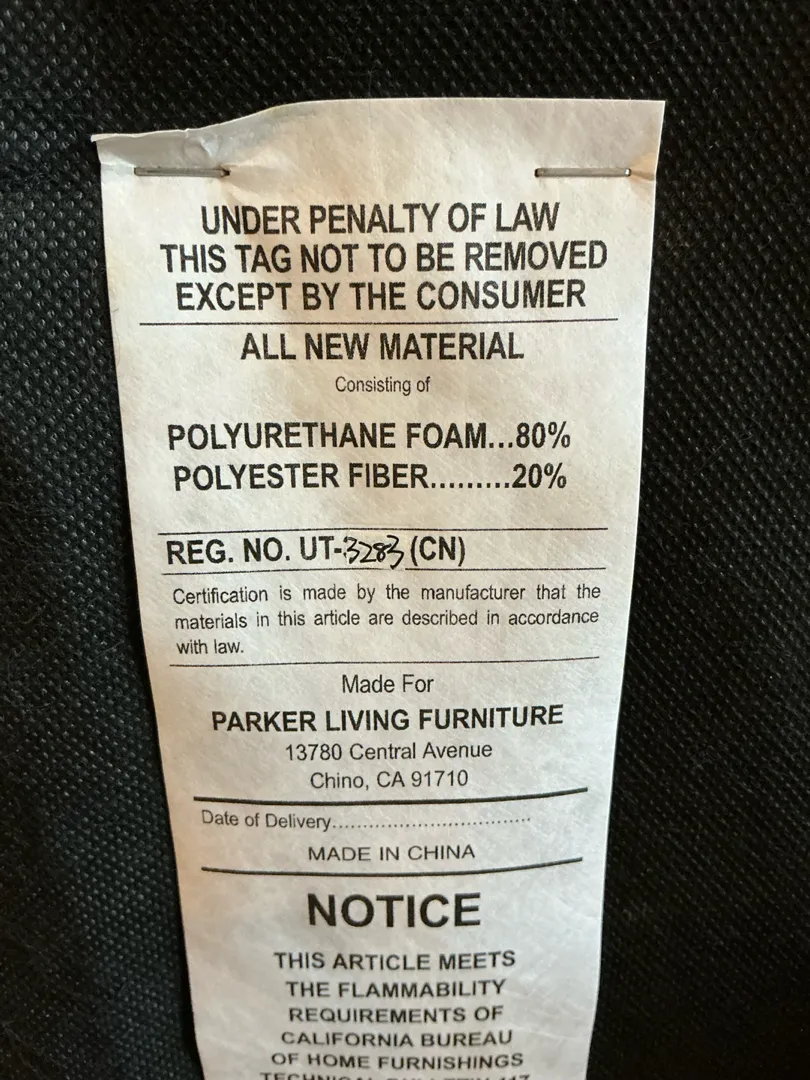 UNDER PENALTY OF LAW
THIS TAG NOT TO BE REMOVED
EXCEPT BY THE CONSUMER
ALL NEW MATERIAL
Consisting of
POLYURETHANE FOAM...80%
POLYESTER FIBER.........20%
REG. NO. UT-3283 (CN)
Certification is made by the manufacturer that the
materials in this article are described in accordance
with law.
Made For
PARKER LIVING FURNITURE
13780 Central Avenue
Chino, CA 91710
Date of Delivery................................
MADE IN CHINA
NOTICE
THIS ARTICLE MEETS
THE FLAMMABILITY
REQUIREMENTS OF
CALIFORNIA BUREAU
OF HOME FURNISHINGS